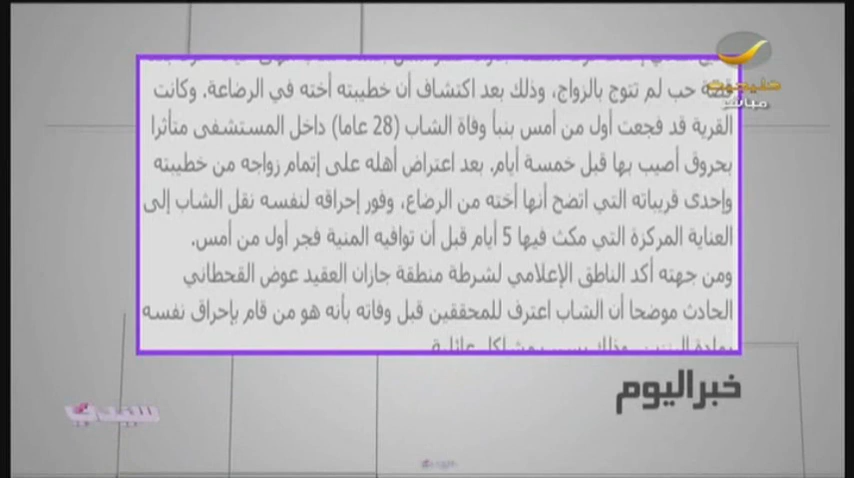 خليجية
مباشر
قصة حب لم تتوج بالزواج، وذلك بعد اكتشاف أن خطيبته أخته في الرضاعة. وكانت
القرية قد فجعت أول من أمس بنبأ وفاة الشاب (28 عاما) داخل المستشفى متأثرا
بحروق أصيب بها قبل خمسة أيام. بعد اعتراض أهله على إتمام زواجه من خطيبته
وإحدى قريباته التي اتضح أنها أخته من الرضاع، وفور إحراقه لنفسه نقل الشاب إلى
العناية المركزة التي مكث فيها 5 أيام قبل أن توافيه المنية فجر أول من أمس.
ومن جهته أكد الناطق الإعلامي لشرطة منطقة جازان العقيد عوض القحطاني
الحادث موضحا أن الشاب اعترف للمحققين قبل وفاته بأنه هو من قام بإحراق نفسه
خبر اليوم
سيدتي